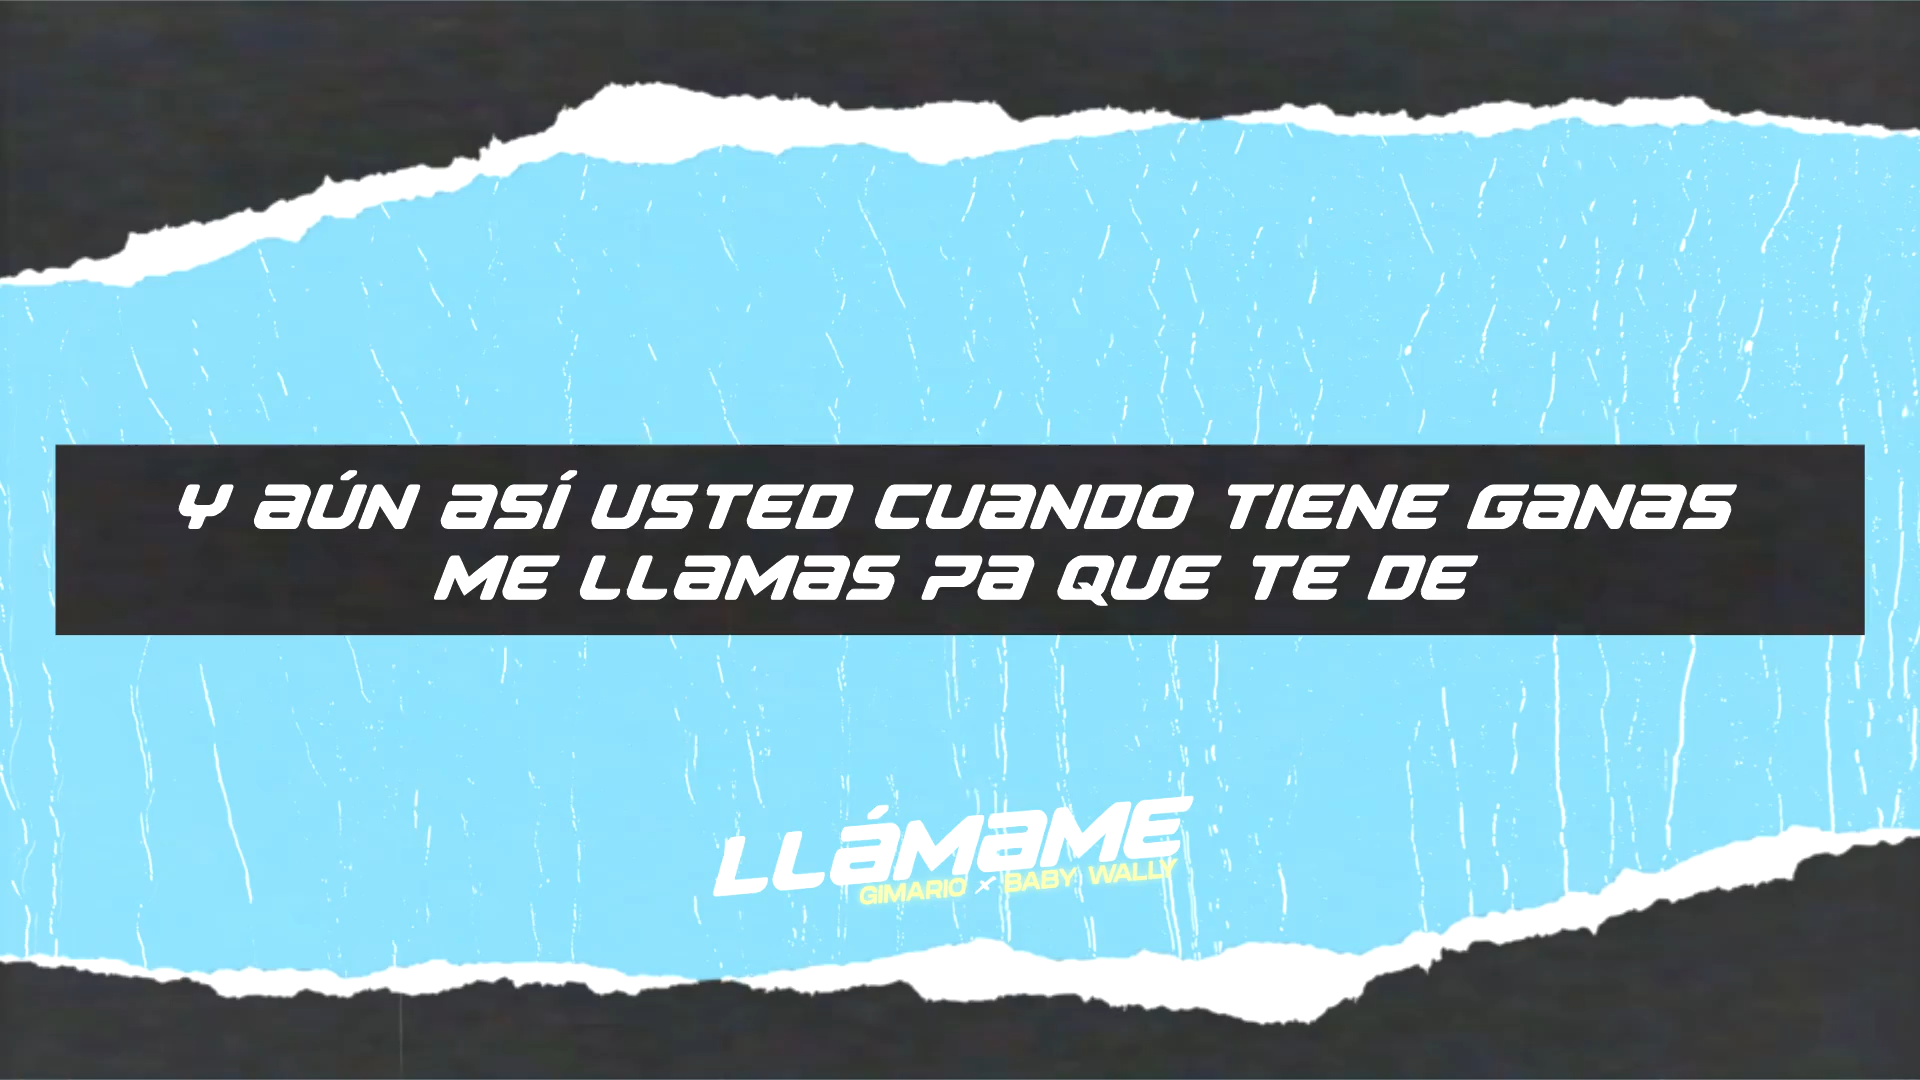 Y AÚN ASÍ USTED CUANDO TIENE GANAS
ME LLAMAS PA QUE TE DE
LLÁMAME
GIMARIO X BABY WALLY